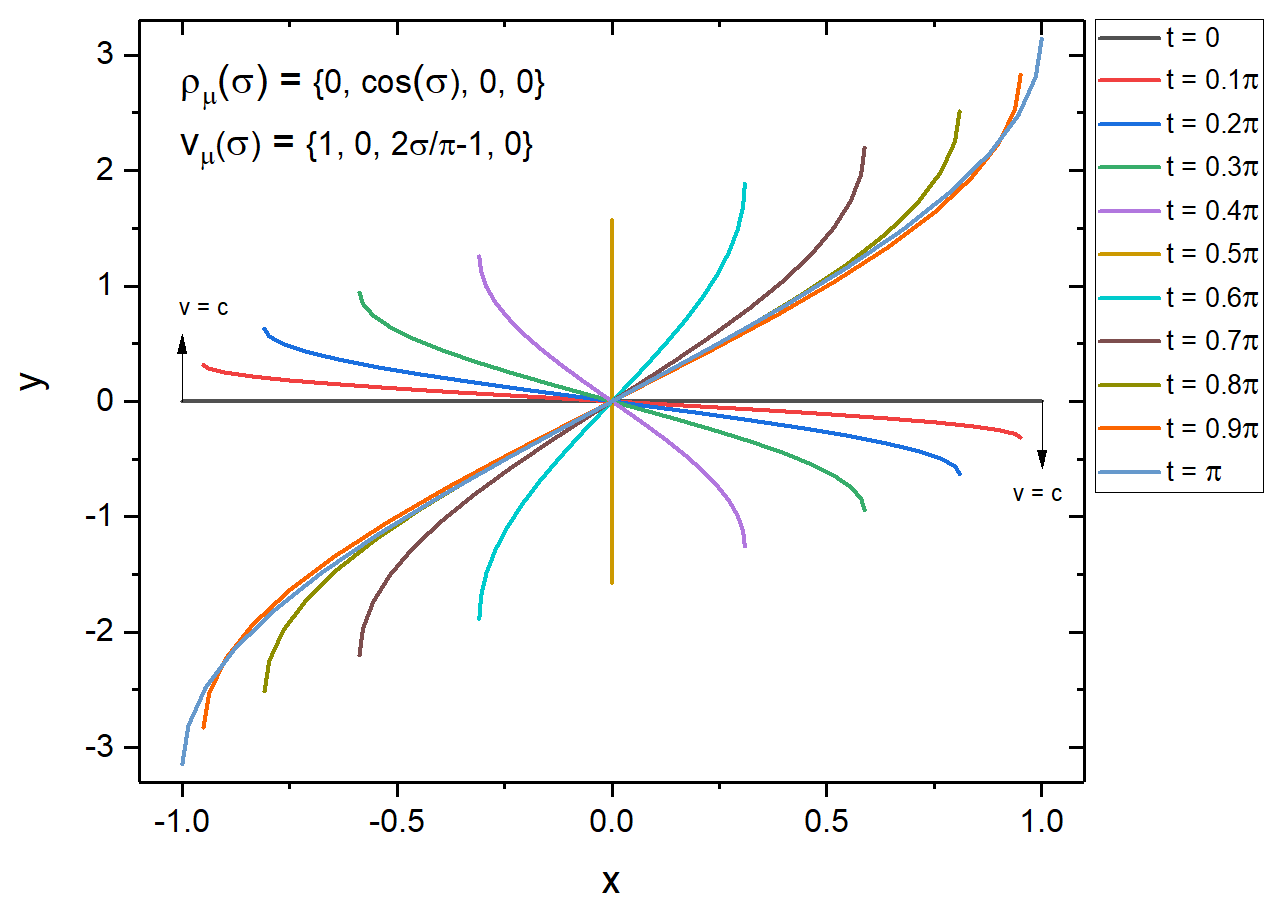 ρμ(σ) = {0, cos(σ), 0, 0}
vμ(σ) = {1, 0, 2σ/π-1, 0}
v = c
v = c
y
3
2
1
0
-1
-2
-3
-1.0 -0.5 0.0 0.5 1.0
x
t = 0
t = 0.1π
t = 0.2π
t = 0.3π
t = 0.4π
t = 0.5π
t = 0.6π
t = 0.7π
t = 0.8π
t = 0.9π
t = π